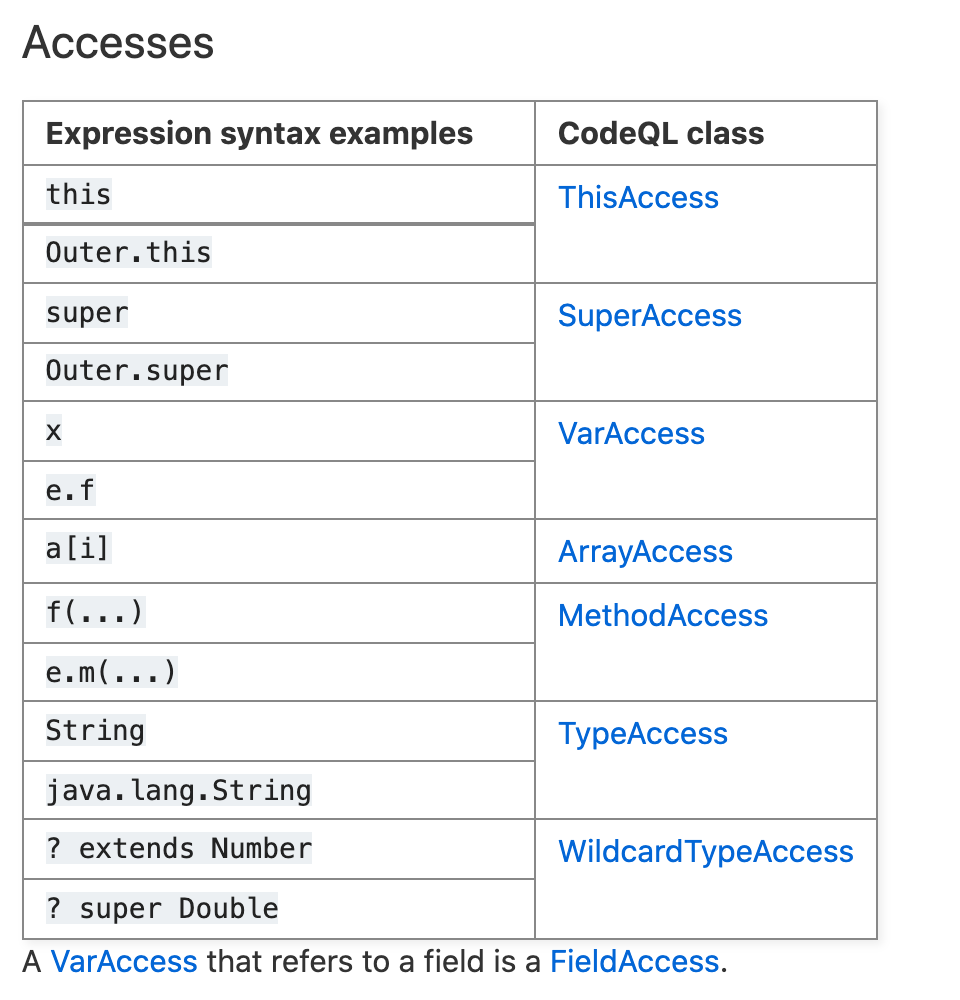 Accesses
Expression syntax examples CodeQL class
this ThisAccess
Outer.this
super SuperAccess
Outer.super
x VarAccess
e.f
a[i] ArrayAccess
f(...) MethodAccess
e.m(...)
String TypeAccess
java.lang.String
? extends Number WildcardTypeAccess
? super Double
A VarAccess that refers to a field is a FieldAccess.